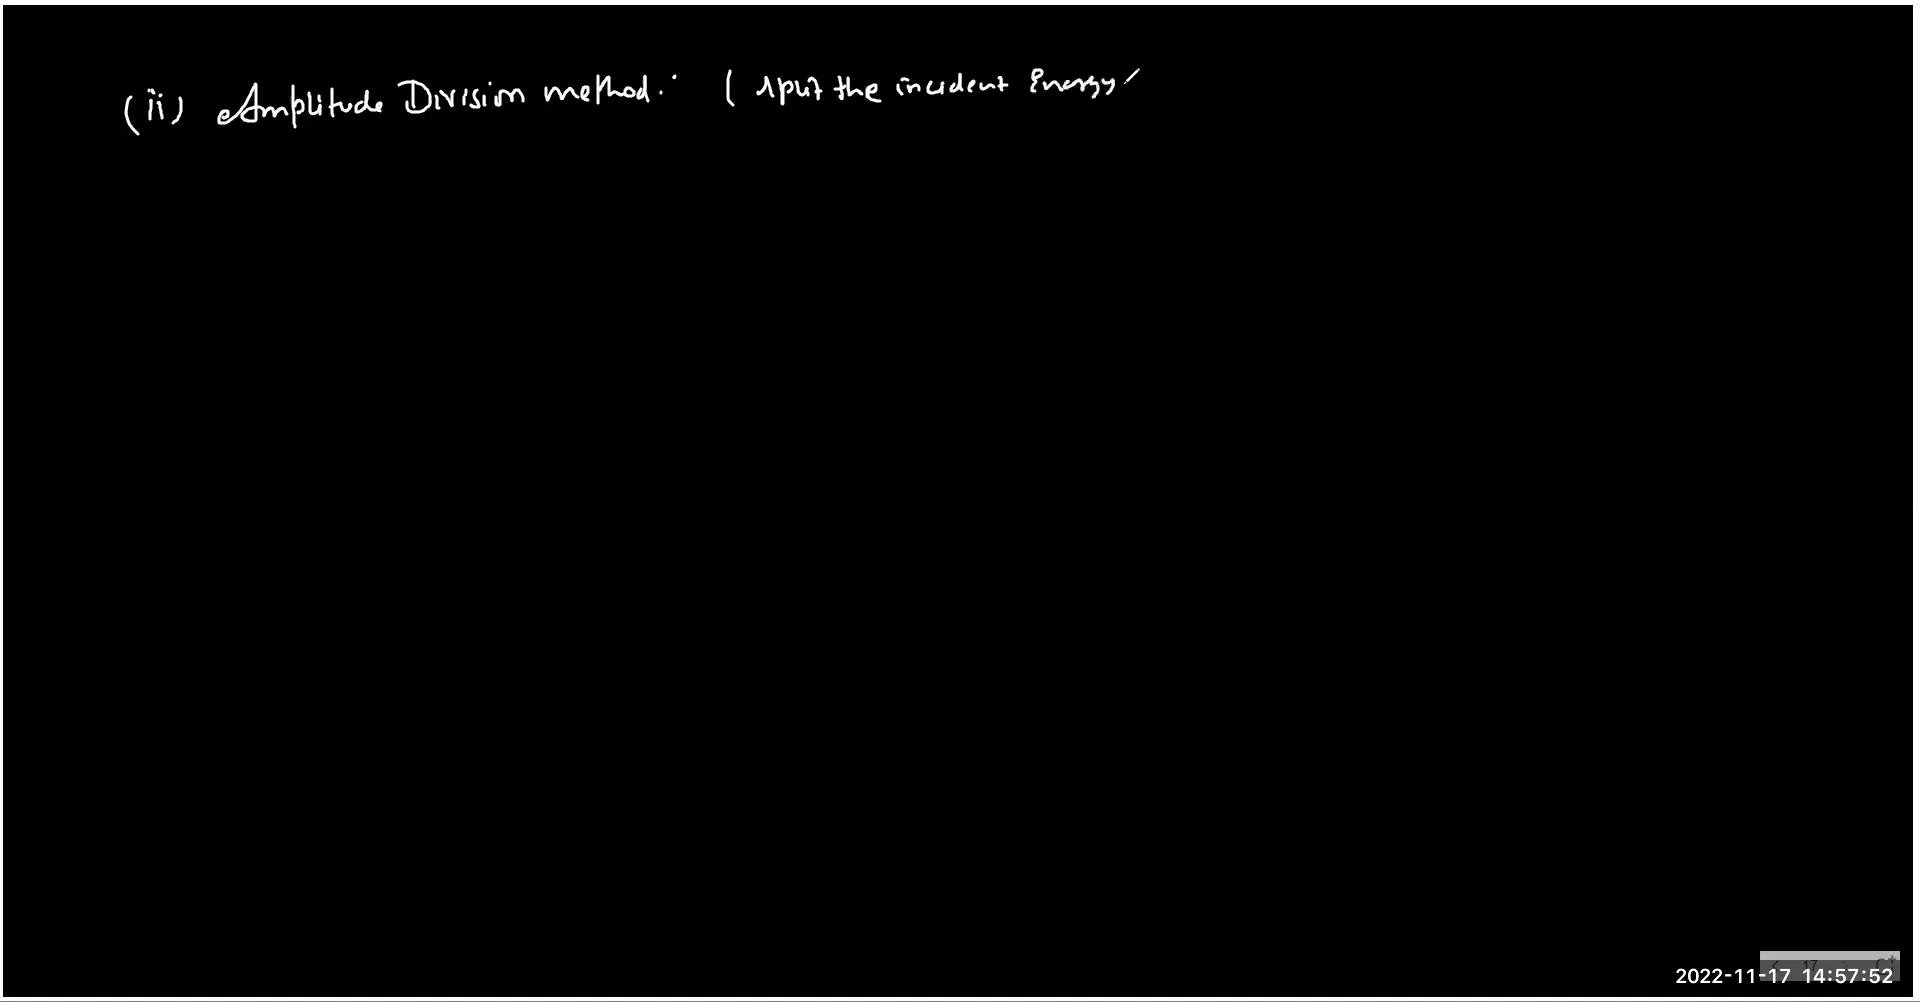 (ii) Amplitude Division method :- ( split the incident Energy /
2022-11-17 14:57:52